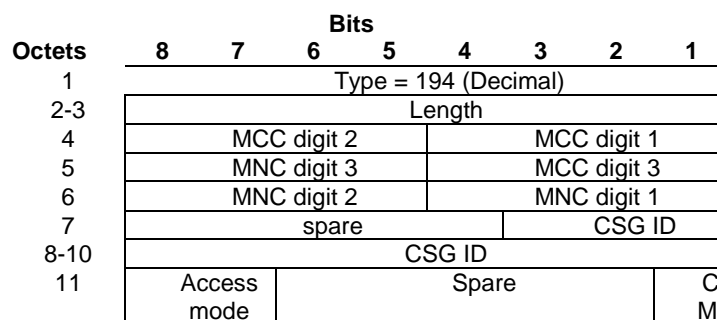 Bits
Octets 8 7 6 5 4 3 2 1
1 Type = 194 (Decimal)
2-3 Length
4 MCC digit 2 MCC digit 1
5 MNC digit 3 MCC digit 3
6 MNC digit 2 MNC digit 1
7 spare CSG ID
8-10 CSG ID
11 Access Spare
mode